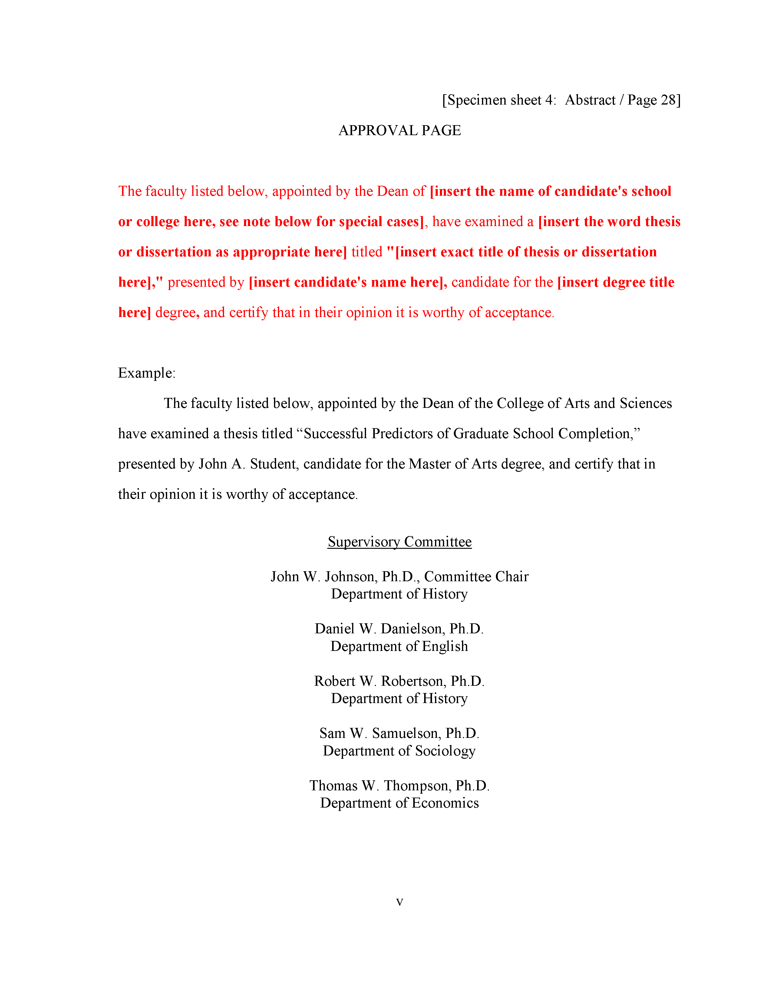 [Specimen sheet 4:  Abstract / Page 28]
APPROVAL PAGE
The faculty listed below, appointed by the Dean of [insert the name of candidate's school
or college here, see note below for special cases], have examined a [insert the word thesis
or dissertation as appropriate here] titled "[insert exact title of thesis or dissertation
here]," presented by [insert candidate's name here], candidate for the [insert degree title
here] degree, and certify that in their opinion it is worthy of acceptance.
Example:
The faculty listed below, appointed by the Dean of the College of Arts and Sciences
have examined a thesis titled “Successful Predictors of Graduate School Completion,”
presented by John A. Student, candidate for the Master of Arts degree, and certify that in
their opinion it is worthy of acceptance.
Supervisory Committee
John W. Johnson, Ph.D., Committee Chair
Department of History
Daniel W. Danielson, Ph.D.
Department of English
Robert W. Robertson, Ph.D.
Department of History
Sam W. Samuelson, Ph.D.
Department of Sociology
Thomas W. Thompson, Ph.D.
Department of Economics
v